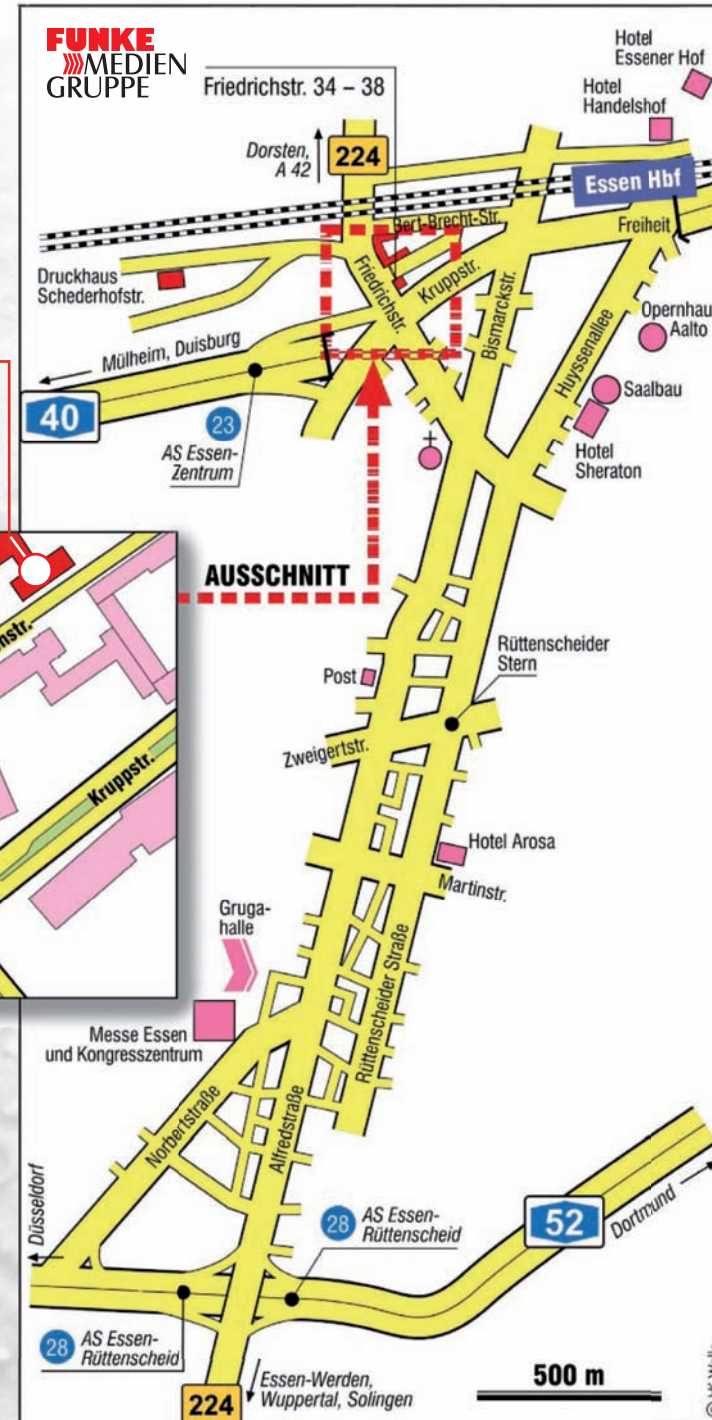 FUNKE
MEDIEN
GRUPPE
Friedrichstr. 34 – 38
Hotel
Essener Hof
Hotel
Handelshof
Dorsten,
A 42
224
Essen Hbf
Bert-Brecht-Str.
Freiheit
Druckhaus
Schederhofstr.
Friedrichstr.
Kruppstr.
Bismarckstr.
Huyssenallee
Opernhau
Aalto
Mülheim, Duisburg
40
23
AS Essen-
Zentrum
Saalbau
Hotel
Sheraton
AUSSCHNITT
nstr.
Kruppstr.
Rüttenscheider
Stern
Post
Zweigertstr.
Hotel Arosa
Martinstr.
Gruga-
halle
Rüttenscheider Straße
Messe Essen
und Kongresszentrum
Norbertstraße
Alfredstraße
Düsseldorf
28
AS Essen-
Rüttenscheid
52
Dortmund
28
AS Essen-
Rüttenscheid
224
Essen-Werden,
Wuppertal, Solingen
500 m